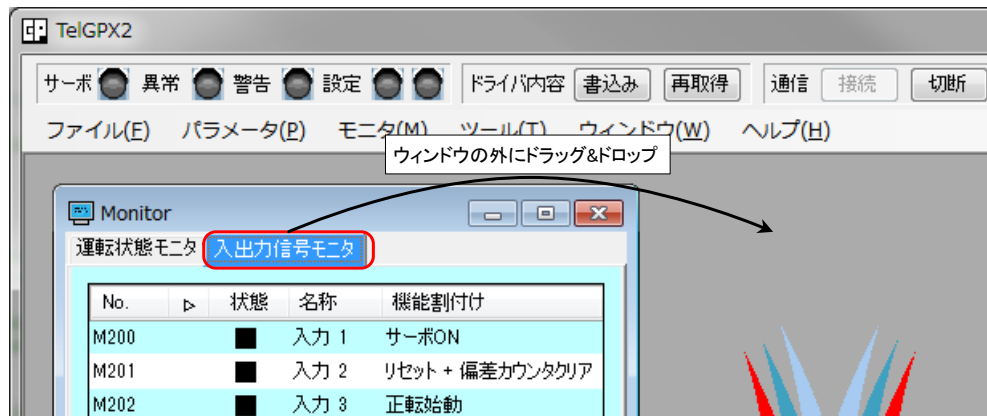 TelGPX2
サーボ 異常 警告 設定 ドライバ内容 書込み 再取得 通信 接続 切断
ファイル(F) パラメータ(P) モニタ(M) ツール(T) ウィンドウ(W) ヘルプ(H)
ウィンドウの外にドラッグ&ドロップ
Monitor
運転状態モニタ 入出力信号モニタ
No. ▷ 状態 名称 機能割付け
M200 ■ 入力 1 サーボON
M201 ■ 入力 2 リセット + 偏差カウンタクリア
M202 ■ 入力 3 正転始動